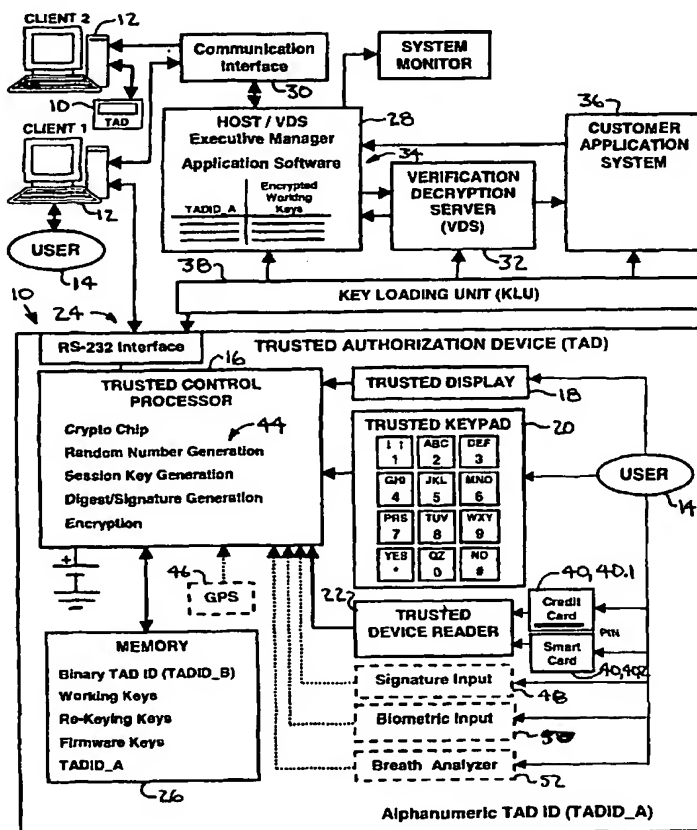 CLIENT 2
12
Communication
Interface
30
SYSTEM
MONITOR
10
TAD
CLIENT 1
12
USER
14
HOST / VDS
Executive Manager
Application Software
28
34
TADID_A
Encrypted
Working
Keys
VERIFICATION
DECRYPTION
SERVER
(VDS)
32
36
CUSTOMER
APPLICATION
SYSTEM
38
KEY LOADING UNIT (KLU)
10
24
RS-232 Interface
16
TRUSTED AUTHORIZATION DEVICE (TAD)
TRUSTED CONTROL
PROCESSOR
Crypto Chip
44
Random Number Generation
Session Key Generation
Digest/Signature Generation
Encryption
TRUSTED DISPLAY
18
TRUSTED KEYPAD
20
1
ABC
2
DEF
3
GHI
4
JKL
5
MNO
6
PRS
7
TUV
8
WXY
9
YES
*
QZ
0
NO
#
USER
14
+
46
GPS
22
TRUSTED
DEVICE READER
40, 40.1
Credit
Card
PIN
Smart
Card
40, 40.2
MEMORY
Binary TAD ID (TADID_B)
Working Keys
Re-Keying Keys
Firmware Keys
TADID_A
26
Signature Input
48
Biometric Input
50
Breath Analyzer
52
Alphanumeric TAD ID (TADID_A)